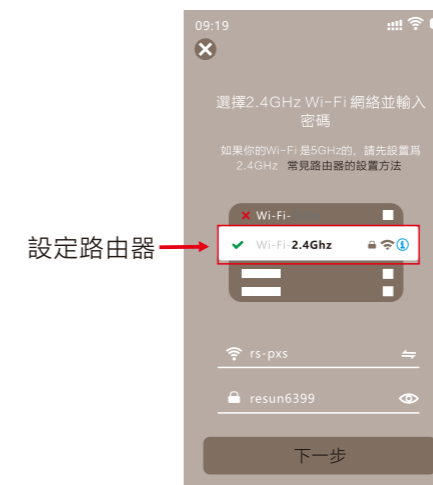 09:19
選擇2.4GHz Wi-Fi 網絡並輸入
密碼
如果你的Wi-Fi 是5GHz的，請先設置爲
2.4GHz 常見路由器的設置方法
Wi-Fi-
設定路由器
Wi-Fi-2.4Ghz
rs-pxs
resun6399
下一步